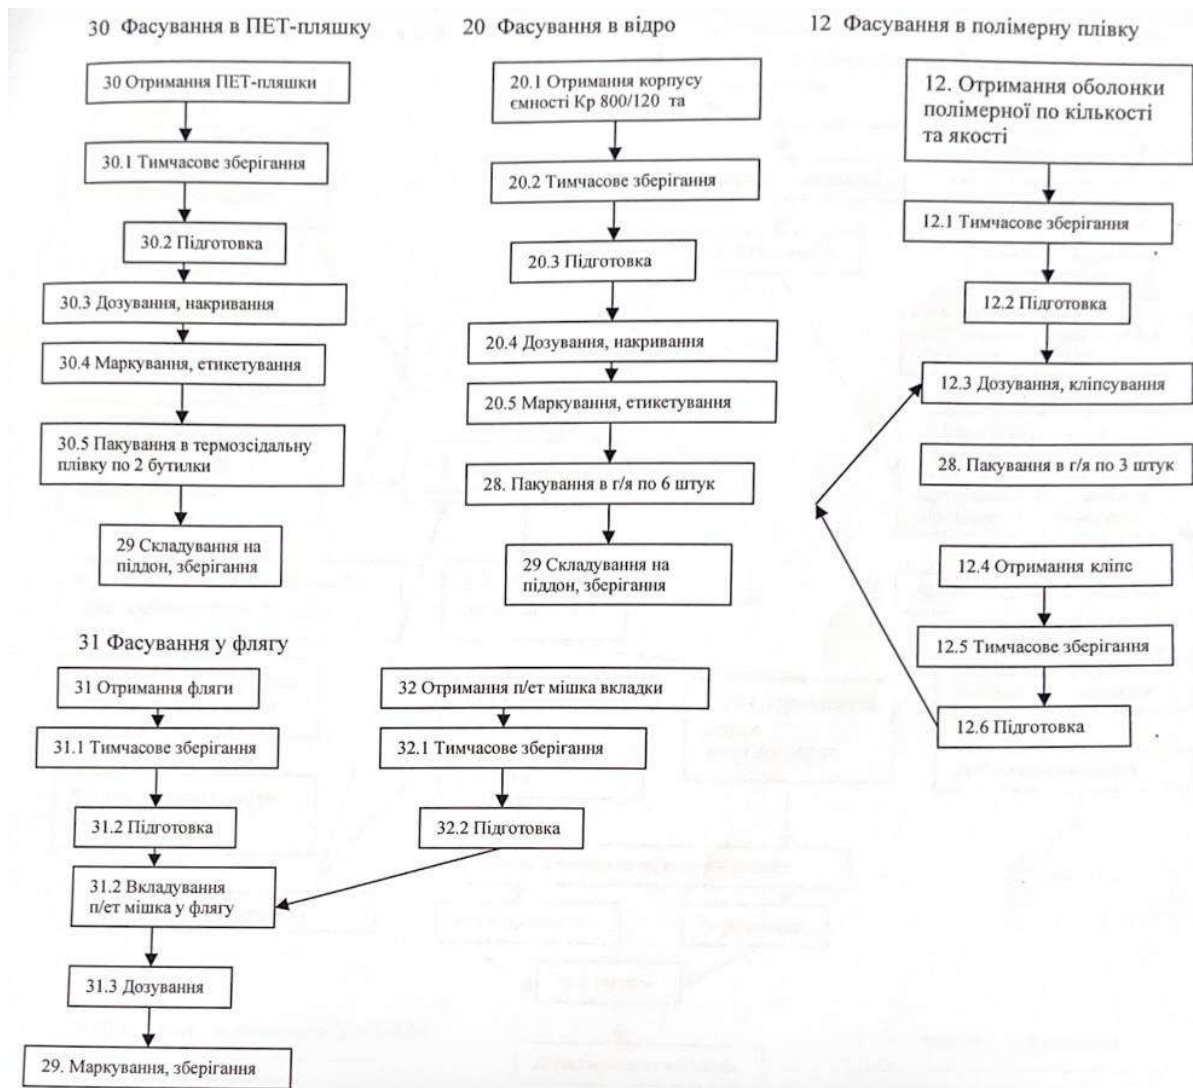 30 Фасування в ПЕТ-пляшку
30 Отримання ПЕТ-пляшки
30.1 Тимчасове зберігання
30.2 Підготовка
30.3 Дозування, накривання
30.4 Маркування, етикетування
30.5 Пакування в термозсідальну
плівку по 2 бутилки
29 Складування на
піддон, зберігання
20 Фасування в відро
20.1 Отримання корпусу
ємності Кр 800/120 та
20.2 Тимчасове зберігання
20.3 Підготовка
20.4 Дозування, накривання
20.5 Маркування, етикетування
28. Пакування в г/я по 6 штук
29 Складування на
піддон, зберігання
12 Фасування в полімерну плівку
12. Отримання оболонки
полімерної по кількості
та якості
12.1 Тимчасове зберігання
12.2 Підготовка
12.3 Дозування, кліпсування
28. Пакування в г/я по 3 штук
12.4 Отримання кліпс
12.5 Тимчасове зберігання
12.6 Підготовка
31 Фасування у флягу
31 Отримання фляги
31.1 Тимчасове зберігання
31.2 Підготовка
31.2 Вкладування
п/ет мішка у флягу
31.3 Дозування
29. Маркування, зберігання
32 Отримання п/ет мішка вкладки
32.1 Тимчасове зберігання
32.2 Підготовка